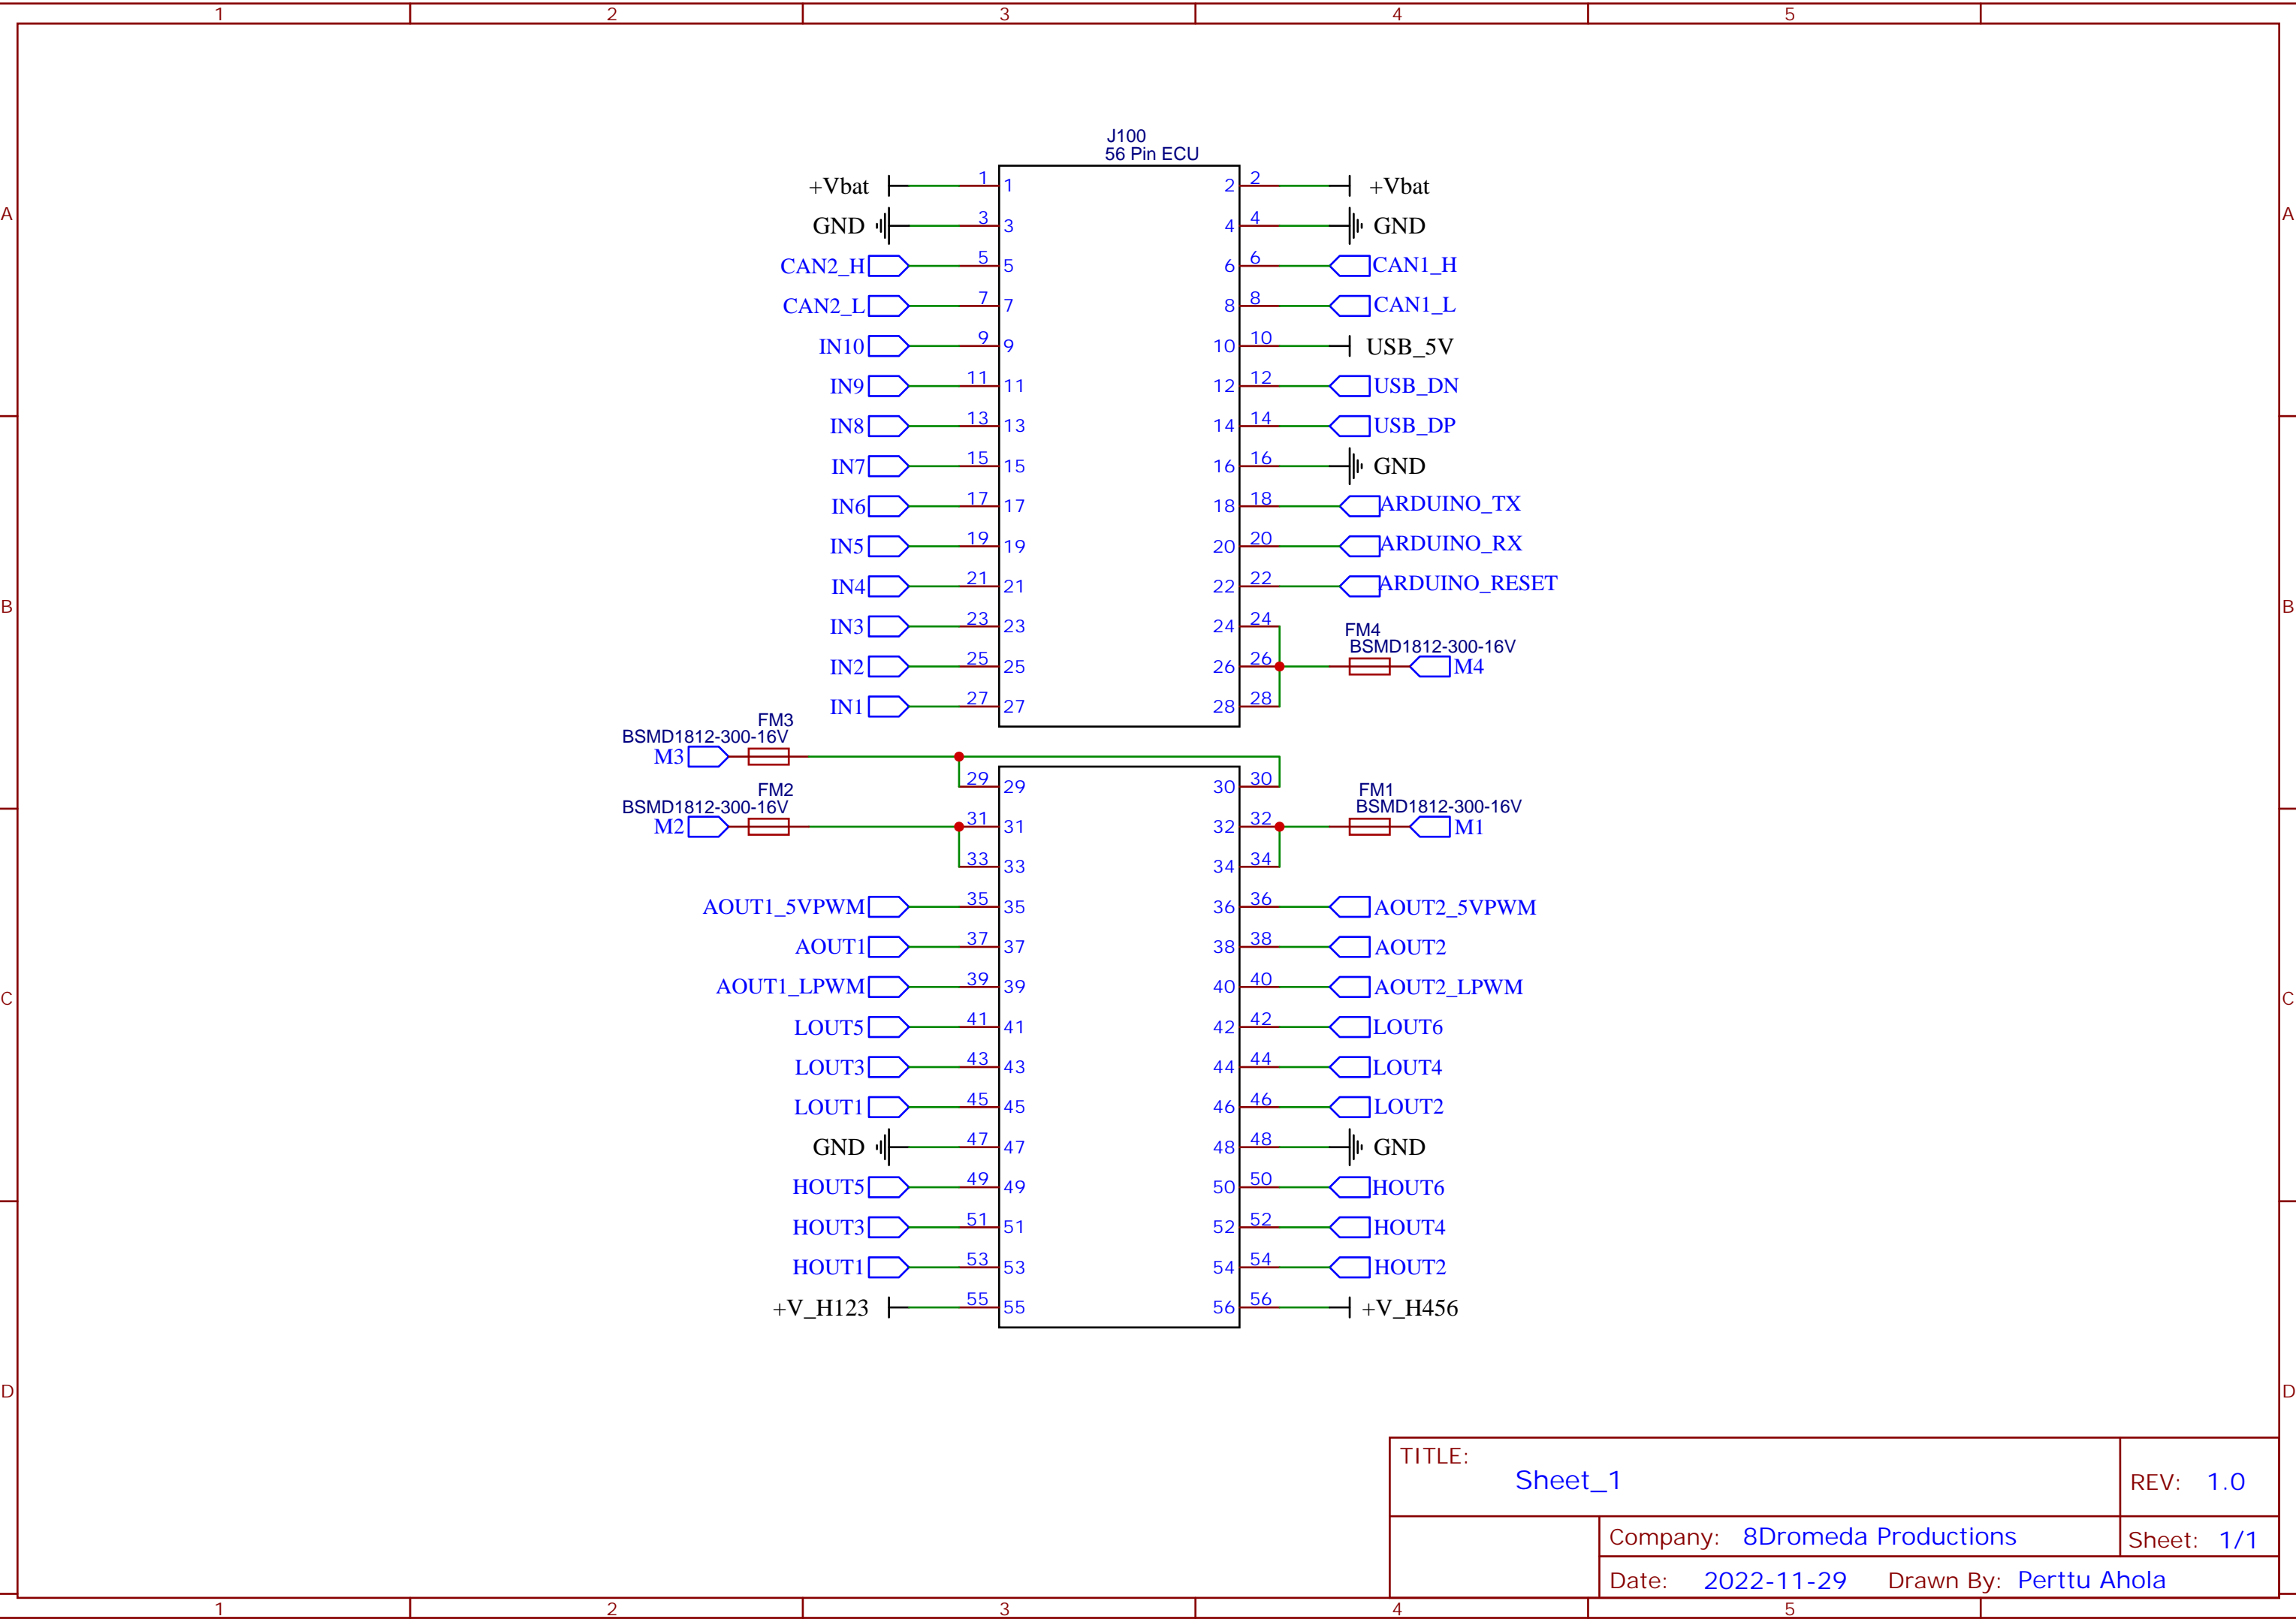 1 2 3 4 5
J100
56 Pin ECU
+Vbat 1 1 2 2 +Vbat
GND 3 3 4 4 GND
A A
CAN2_H 5 5 6 6 CAN1_H
CAN2_L 7 7 8 8 CAN1_L
IN10 9 9 10 10 USB_5V
IN9 11 11 12 12 USB_DN
IN8 13 13 14 14 USB_DP
IN7 15 15 16 16 GND
IN6 17 17 18 18 ARDUINO_TX
IN5 19 19 20 20 ARDUINO_RX
IN4 21 21 22 22 ARDUINO_RESET
B B
IN3 23 23 24 24
FM4
BSMD1812-300-16V
IN2 25 25 26 26 M4
IN1 27 27 28 28
FM3
BSMD1812-300-16V
M3
29 29 30 30
FM2 FM1
BSMD1812-300-16V BSMD1812-300-16V
M2 31 31 32 32 M1
33 33 34 34
AOUT1_5VPWM 35 35 36 36 AOUT2_5VPWM
AOUT1 37 37 38 38 AOUT2
AOUT1_LPWM 39 39 40 40 AOUT2_LPWM
C C
LOUT5 41 41 42 42 LOUT6
LOUT3 43 43 44 44 LOUT4
LOUT1 45 45 46 46 LOUT2
GND 47 47 48 48 GND
HOUT5 49 49 50 50 HOUT6
HOUT3 51 51 52 52 HOUT4
HOUT1 53 53 54 54 HOUT2
+V_H123 55 55 56 56 +V_H456
D D
TITLE:
Sheet_1
REV: 1.0
Company: 8Dromeda Productions
Sheet: 1/1
Date: 2022-11-29 Drawn By: Perttu Ahola
1 2 3 4 5